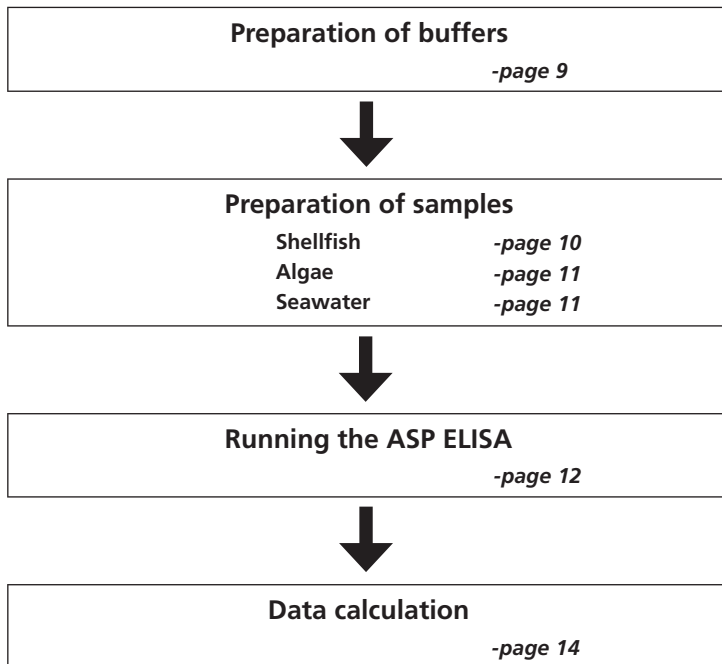 Preparation of buffers
-page 9
Preparation of samples
Shellfish -page 10
Algae -page 11
Seawater -page 11
Running the ASP ELISA
-page 12
Data calculation
-page 14